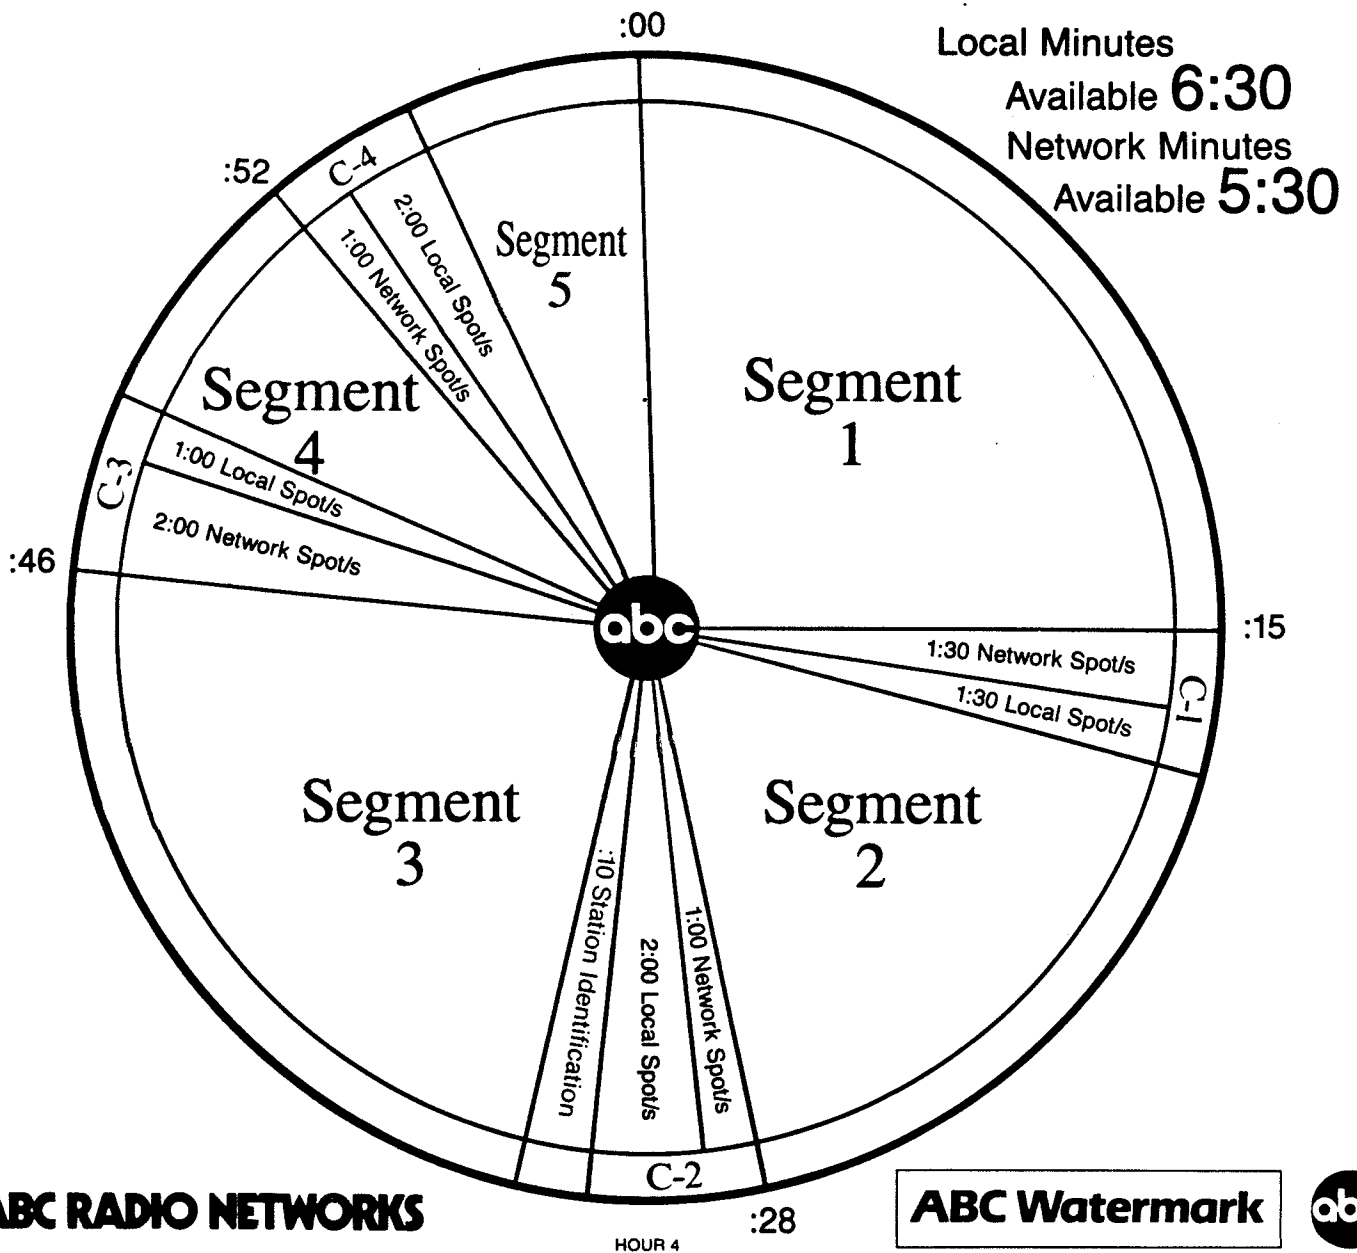 :00
Local Minutes
Available 6:30
Network Minutes
Available 5:30
:52
C-4
2:00 Local Spot/s
1:00 Network Spot/s
Segment
5
Segment
1
Segment
4
C-3
1:00 Local Spot/s
2:00 Network Spot/s
:46
abc
:15
1:30 Network Spot/s
1:30 Local Spot/s
C-1
Segment
3
Segment
2
:10 Station Identification
2:00 Local Spot/s
1:00 Network Spot/s
C-2
:28
ABC RADIO NETWORKS
HOUR 4
ABC Watermark
ab